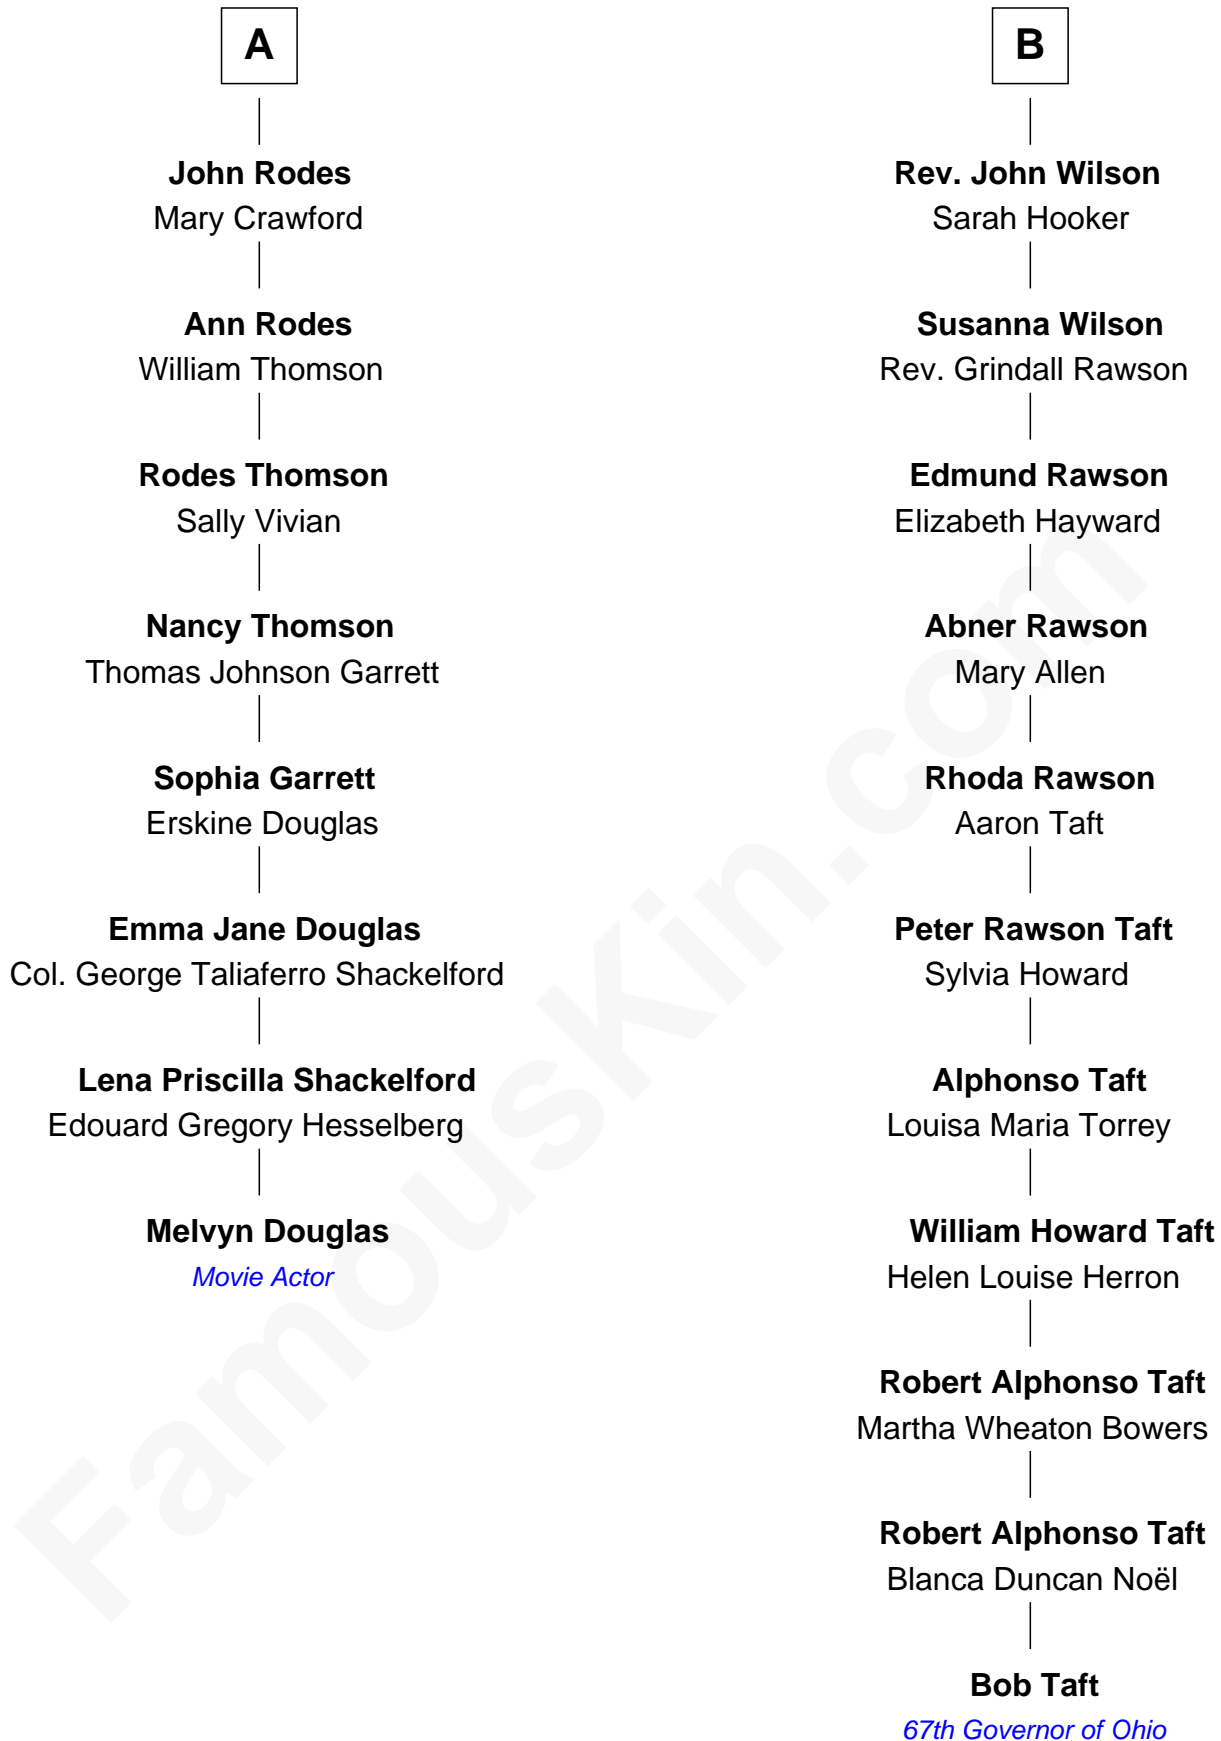 A
John Rodes
Mary Crawford
Ann Rodes
William Thomson
Rodes Thomson
Sally Vivian
Nancy Thomson
Thomas Johnson Garrett
Sophia Garrett
Erskine Douglas
Emma Jane Douglas
Col. George Taliaferro Shackelford
Lena Priscilla Shackelford
Edouard Gregory Hesselberg
Melvyn Douglas
Movie Actor
B
Rev. John Wilson
Sarah Hooker
Susanna Wilson
Rev. Grindall Rawson
Edmund Rawson
Elizabeth Hayward
Abner Rawson
Mary Allen
Rhoda Rawson
Aaron Taft
Peter Rawson Taft
Sylvia Howard
Alphonso Taft
Louisa Maria Torrey
William Howard Taft
Helen Louise Herron
Robert Alphonso Taft
Martha Wheaton Bowers
Robert Alphonso Taft
Blanca Duncan Noël
Bob Taft
67th Governor of Ohio
FamousKin.com